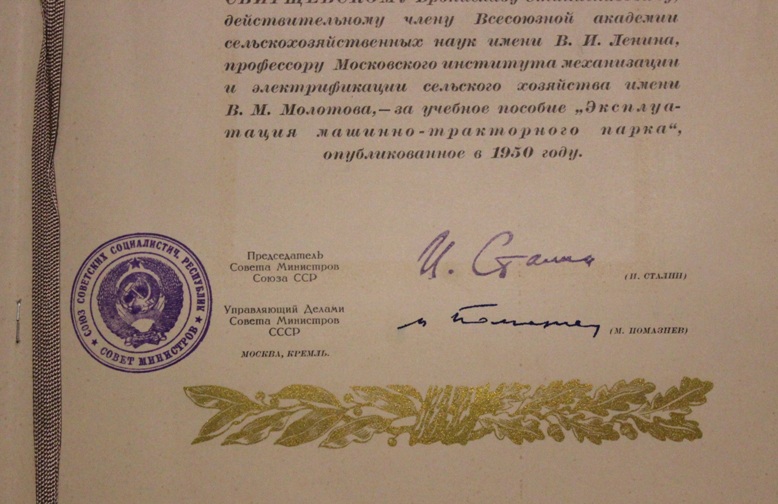 действительному члену Всесоюзной академии
сельскохозяйственных наук имени В. И. Ленина,
профессору Московского института механизации
и электрификации сельского хозяйства имени
В. М. Молотова,—за учебное пособие „Эксплуа-
тация машинно-тракторного парка“,
опубликованное в 1950 году.
Председатель
Совета Министров
Союза ССР
И. Сталин
(И. СТАЛИН)
Управляющий Делами
Совета Министров
СССР
М Помазнев
(М. ПОМАЗНЕВ)
МОСКВА, КРЕМЛЬ.
СОЮЗ СОВЕТСКИХ СОЦИАЛИСТИЧ. РЕСПУБЛИК
★ СОВЕТ МИНИСТРОВ ★